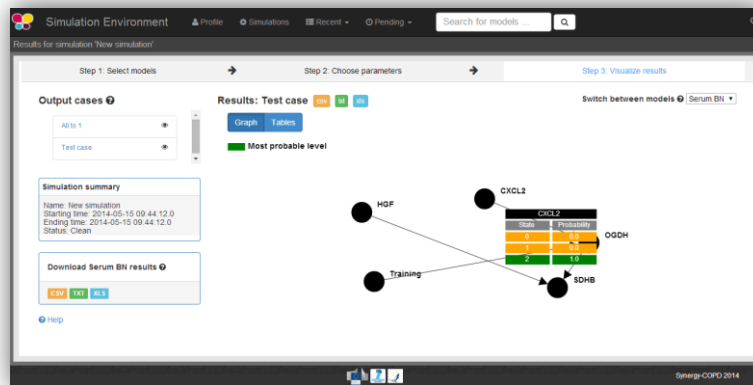 Simulation Environment Profile Simulations Recent Pending Search for models ...
Results for simulation 'New simulation'
Step 1: Select models Step 2: Choose parameters Step 3: Visualize results
Output cases
All to 1
Test case
Simulation summary
Name: New simulation
Starting time: 2014-05-15 09:44:12.0
Ending time: 2014-05-15 09:44:12.0
Status: Clean
Download Serum BN results
CSV TXT XLS
Help
Results: Test case csv txt xls
Switch between models Serum BN
Graph Tables
Most probable level
CXCL2
HGF
CXCL2
State Probability
0 0.0
1 0.0
2 1.0
OGDH
Training
SDHB
Synergy-COPD 2014